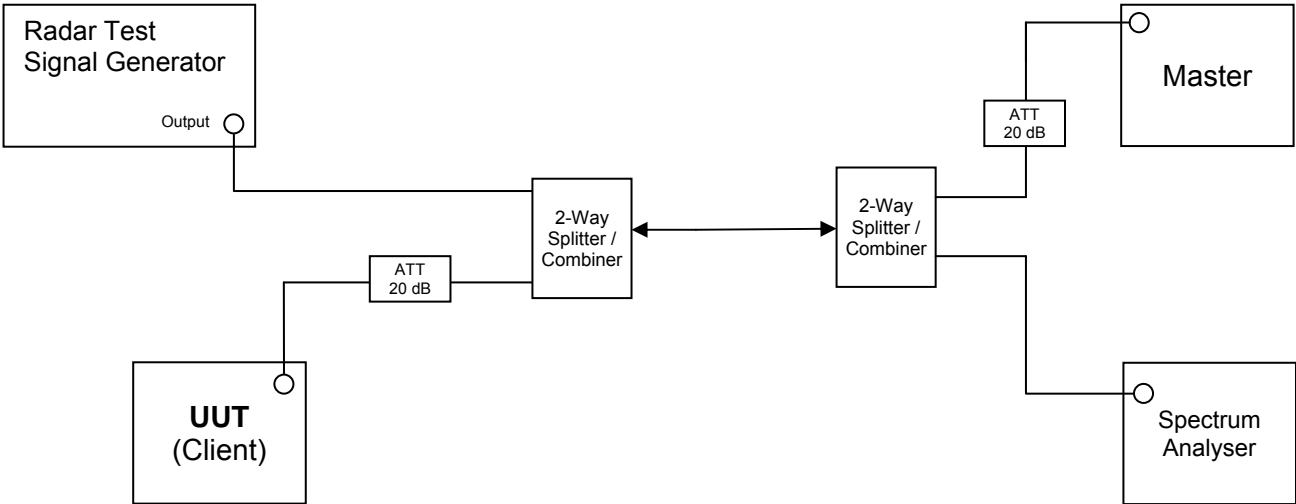 Radar Test
Signal Generator
Output
Master
ATT
20 dB
2-Way
Splitter /
Combiner
2-Way
Splitter /
Combiner
ATT
20 dB
UUT
(Client)
Spectrum
Analyser